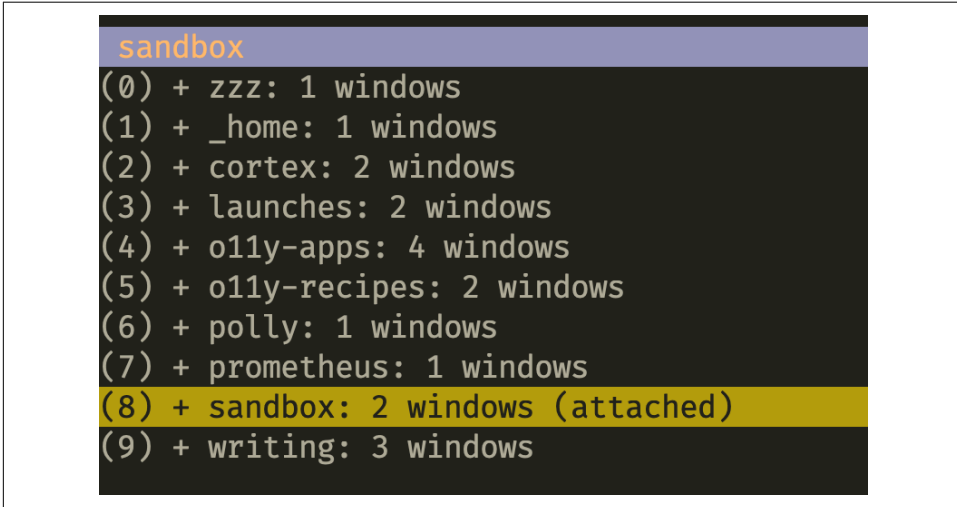 sandbox
(0) + zzz: 1 windows
(1) + _home: 1 windows
(2) + cortex: 2 windows
(3) + launches: 2 windows
(4) + o11y-apps: 4 windows
(5) + o11y-recipes: 2 windows
(6) + polly: 1 windows
(7) + prometheus: 1 windows
(8) + sandbox: 2 windows (attached)
(9) + writing: 3 windows